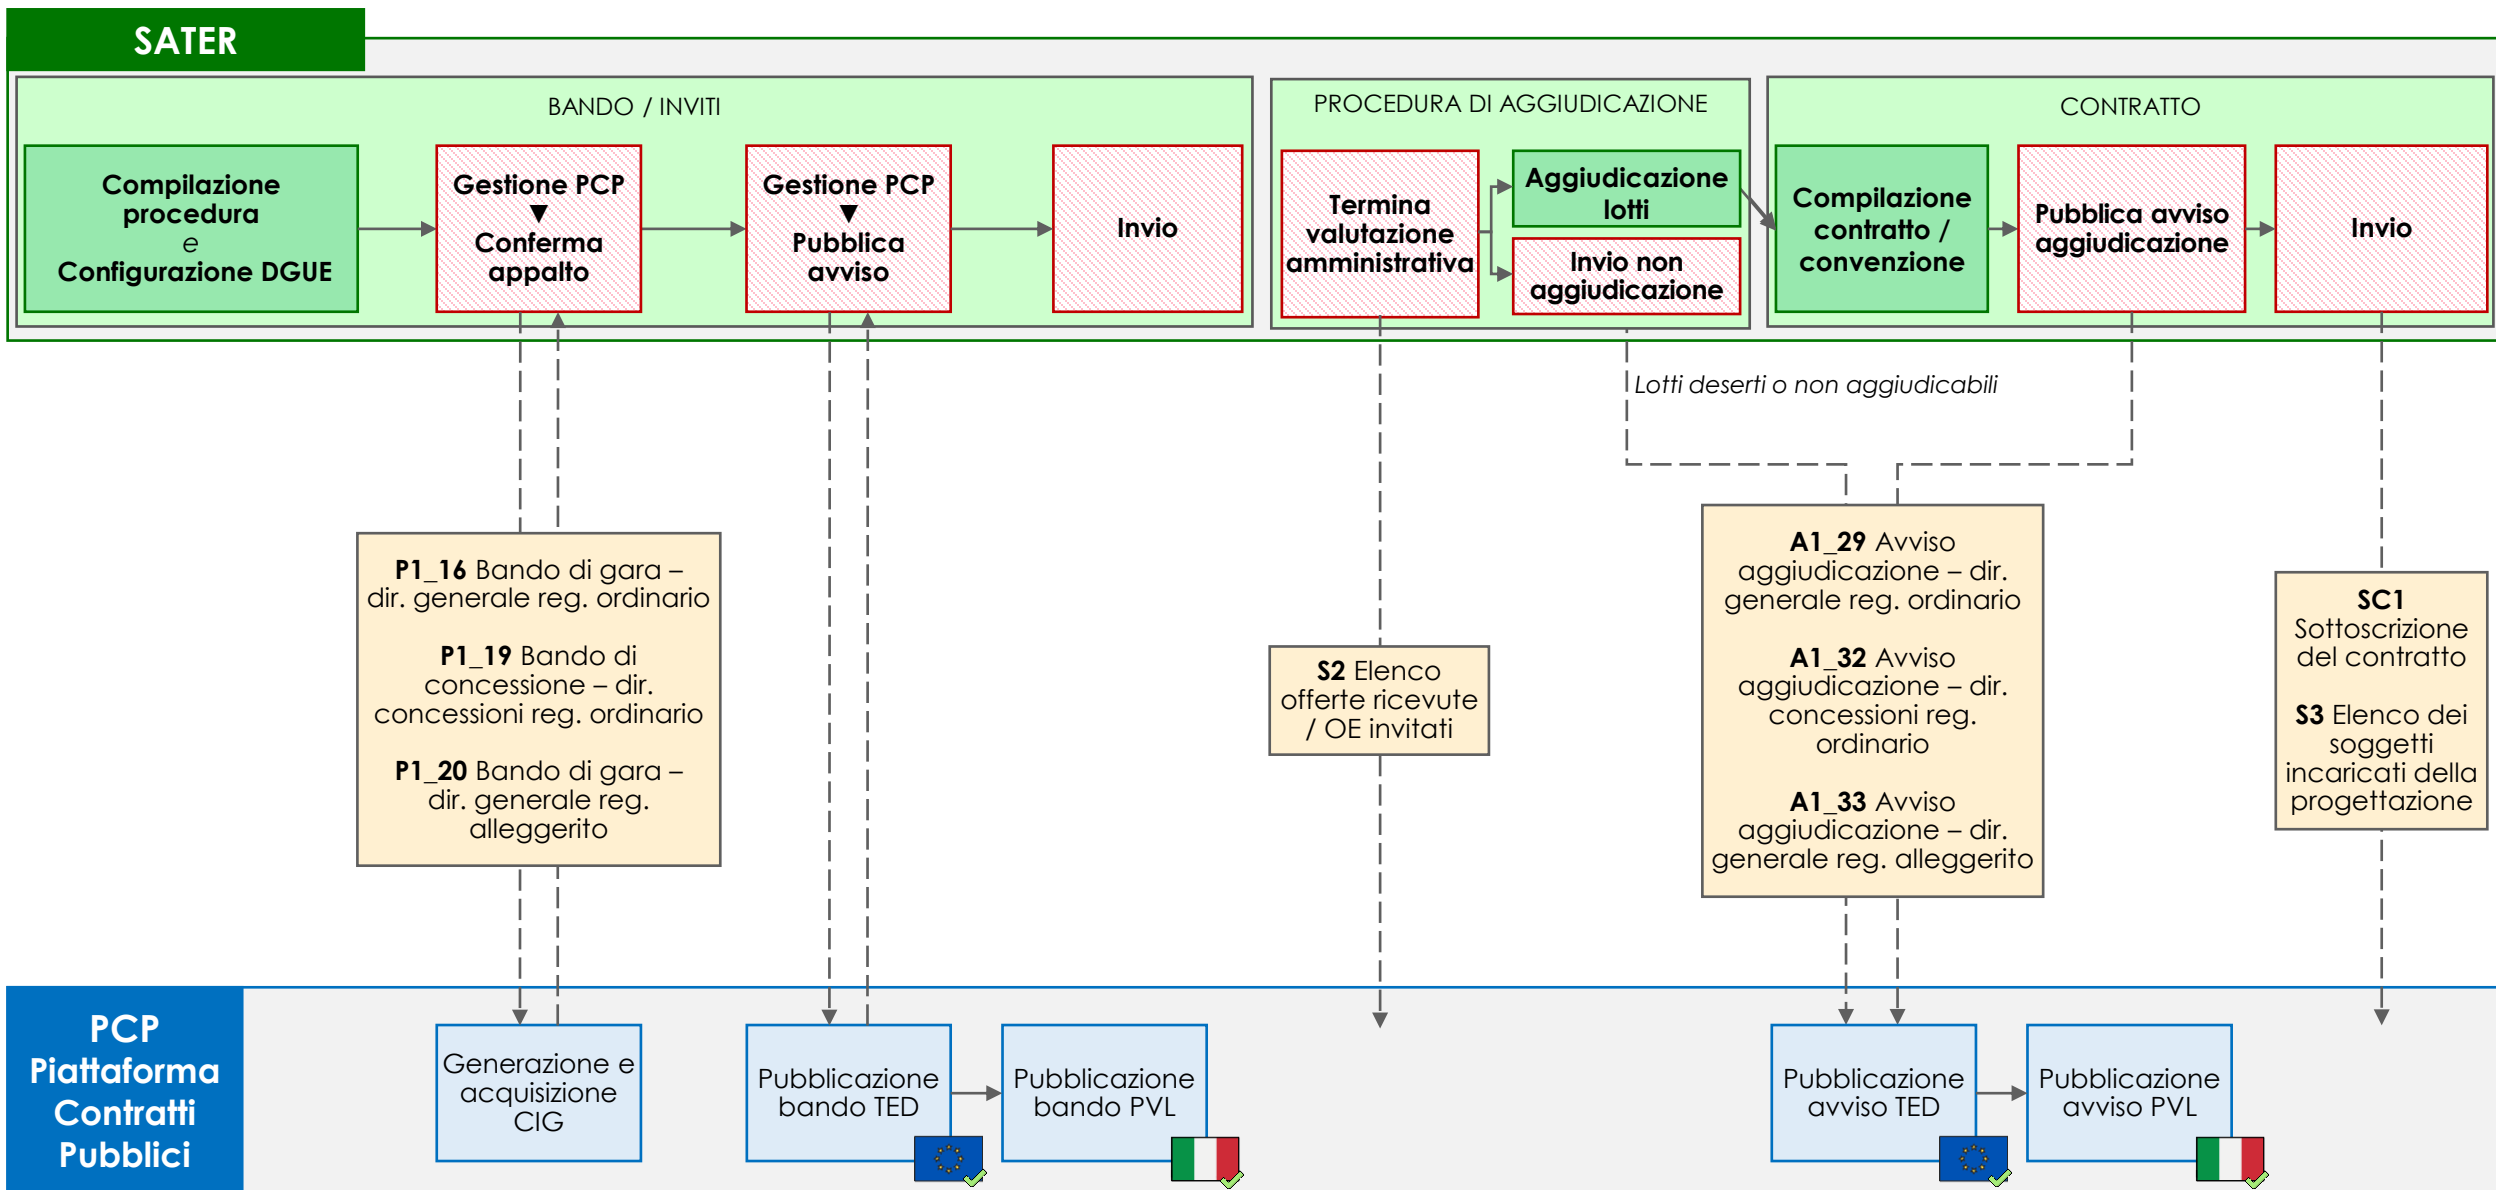 SATER
BANDO / INVITI
Compilazione
procedura
e
Configurazione DGUE
Gestione PCP
▼
Conferma
appalto
Gestione PCP
▼
Pubblica
avviso
Invio
PROCEDURA DI AGGIUDICAZIONE
Termina
valutazione
amministrativa
Aggiudicazione
lotti
Invio non
aggiudicazione
CONTRATTO
Compilazione
contratto /
convenzione
Pubblica avviso
aggiudicazione
Invio
Lotti deserti o non aggiudicabili
P1_16 Bando di gara –
dir. generale reg. ordinario
P1_19 Bando di
concessione – dir.
concessioni reg. ordinario
P1_20 Bando di gara –
dir. generale reg.
alleggerito
S2 Elenco
offerte ricevute
/ OE invitati
A1_29 Avviso
aggiudicazione – dir.
generale reg. ordinario
A1_32 Avviso
aggiudicazione – dir.
concessioni reg.
ordinario
A1_33 Avviso
aggiudicazione – dir.
generale reg. alleggerito
SC1
Sottoscrizione
del contratto
S3 Elenco dei
soggetti
incaricati della
progettazione
PCP
Piattaforma
Contratti
Pubblici
Generazione e
acquisizione
CIG
Pubblicazione
bando TED
Pubblicazione
bando PVL
Pubblicazione
avviso TED
Pubblicazione
avviso PVL